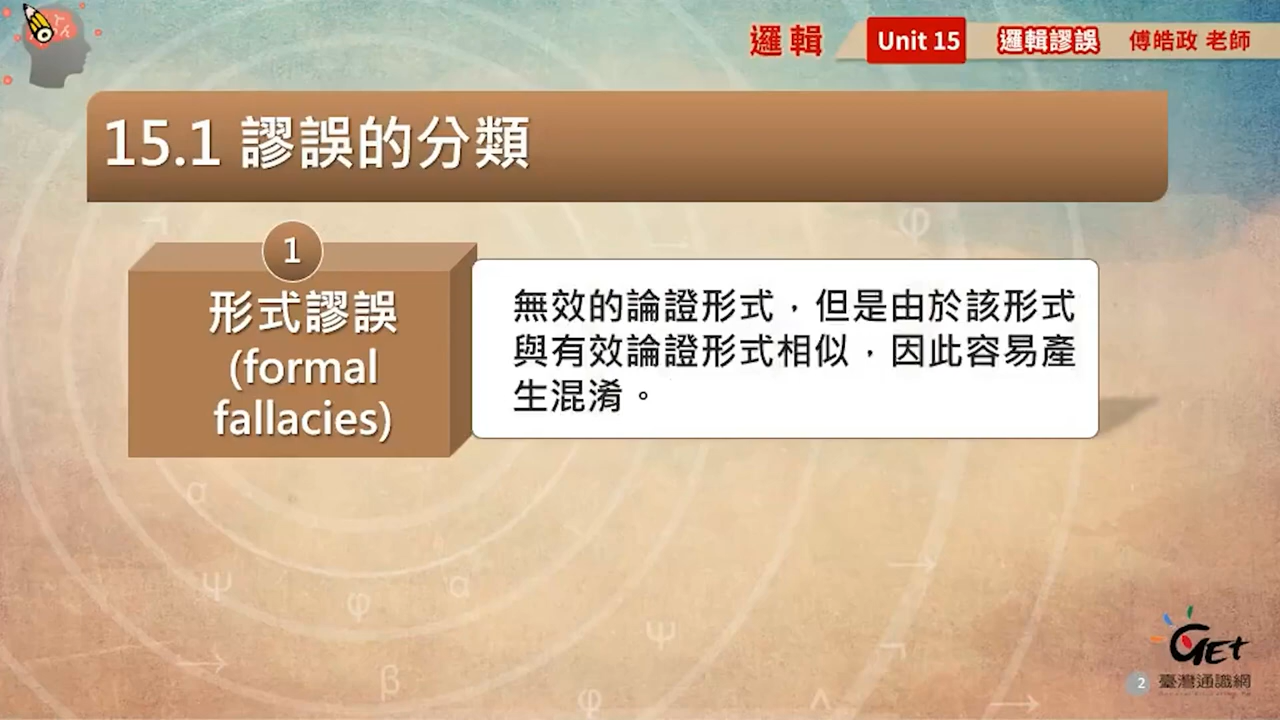 邏輯 Unit 15 邏輯謬誤 傅皓政 老師
15.1 謬誤的分類
1
形式謬誤
(formal
fallacies)
無效的論證形式，但是由於該形式
與有效論證形式相似，因此容易產
生混淆。
GEt
2 臺灣通識網